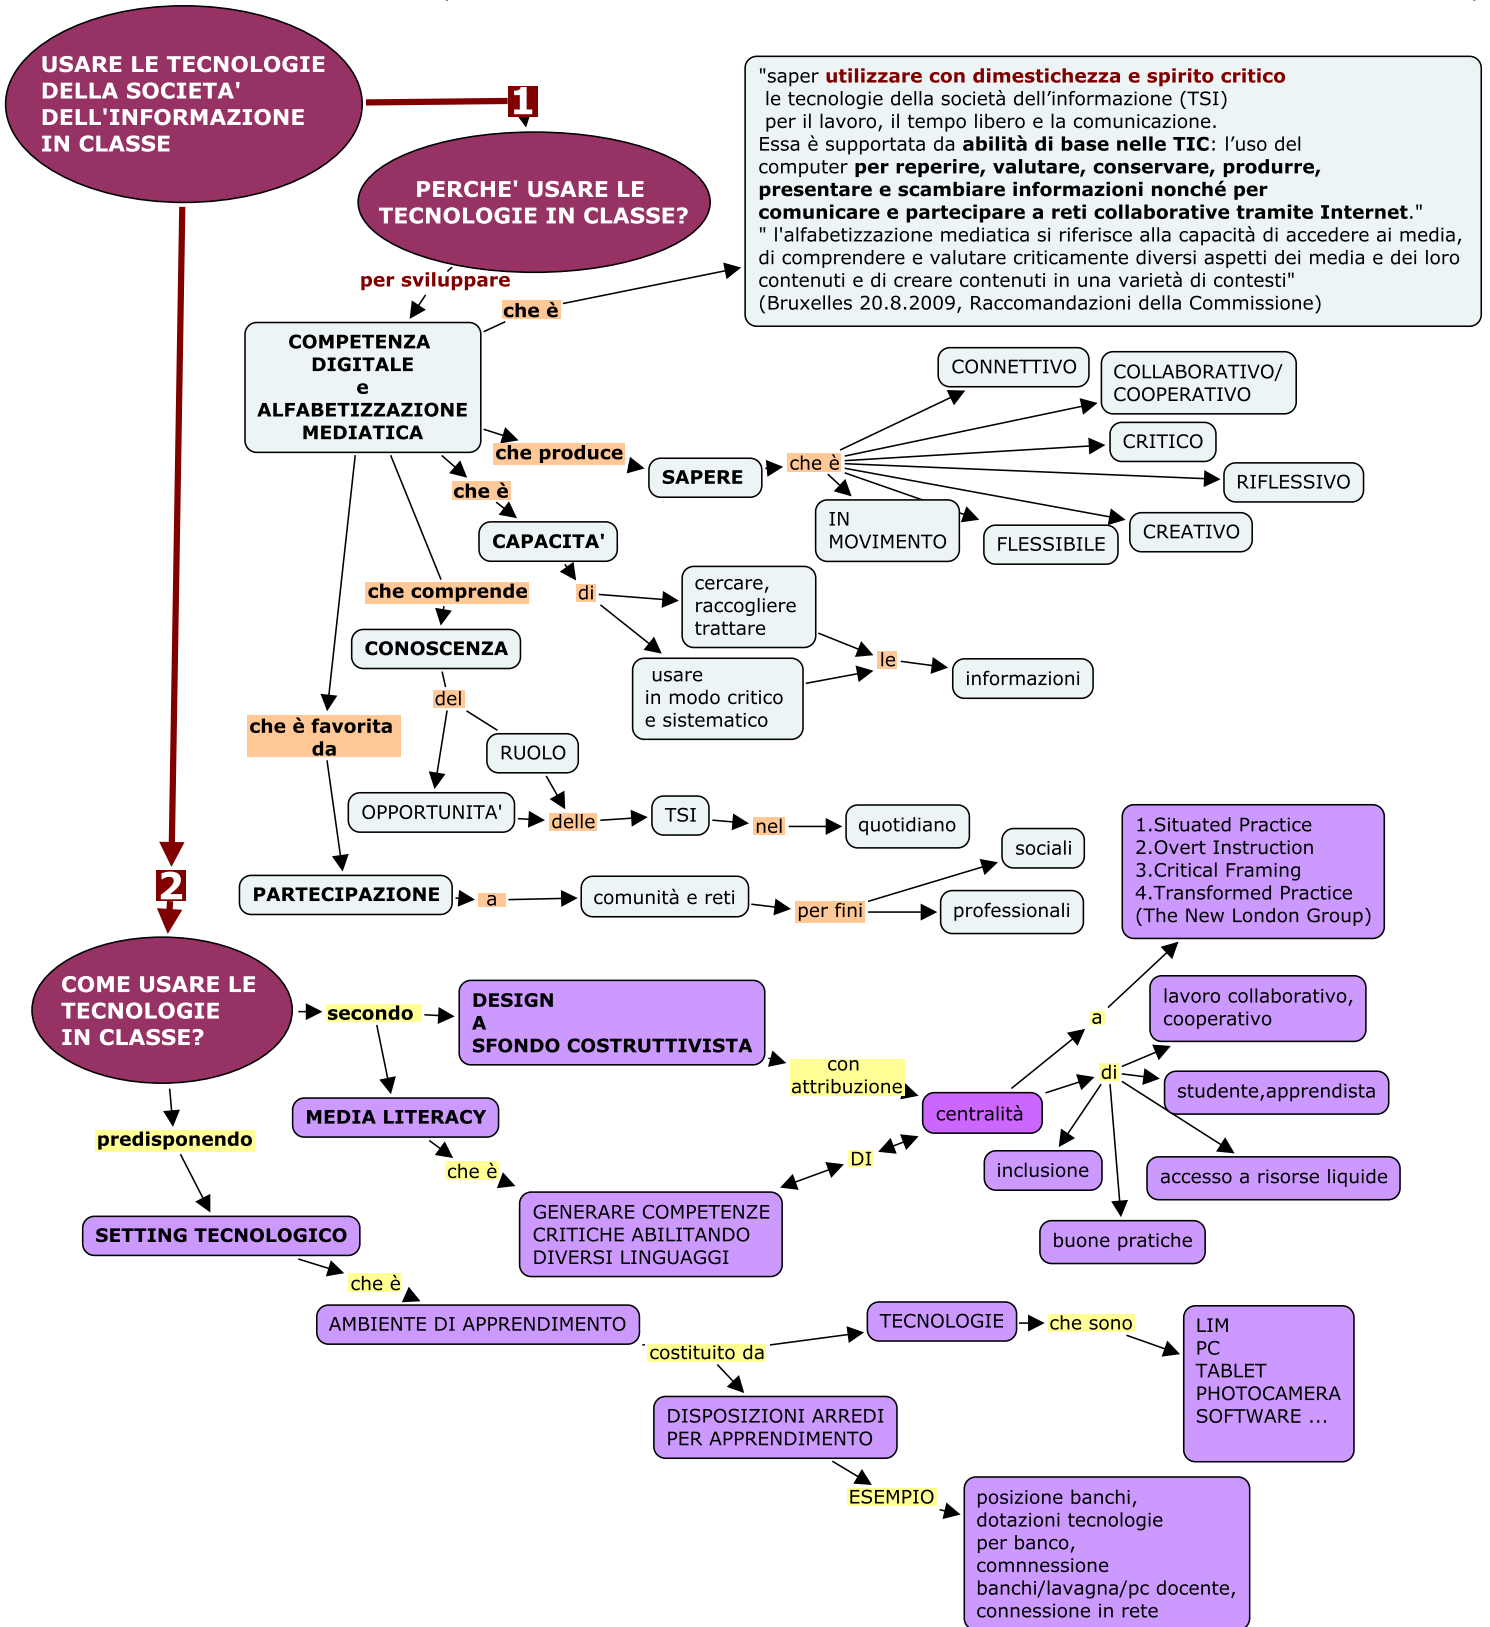 USARE LE TECNOLOGIE
DELLA SOCIETA'
DELL'INFORMAZIONE
IN CLASSE
1
PERCHE' USARE LE
TECNOLOGIE IN CLASSE?
"saper utilizzare con dimestichezza e spirito critico
le tecnologie della società dell’informazione (TSI)
per il lavoro, il tempo libero e la comunicazione.
Essa è supportata da abilità di base nelle TIC: l’uso del
computer per reperire, valutare, conservare, produrre,
presentare e scambiare informazioni nonché per
comunicare e partecipare a reti collaborative tramite Internet."
" l'alfabetizzazione mediatica si riferisce alla capacità di accedere ai media,
di comprendere e valutare criticamente diversi aspetti dei media e dei loro
contenuti e di creare contenuti in una varietà di contesti"
(Bruxelles 20.8.2009, Raccomandazioni della Commissione)
per sviluppare
che è
COMPETENZA
DIGITALE
e
ALFABETIZZAZIONE
MEDIATICA
che produce
SAPERE
che è
CONNETTIVO
COLLABORATIVO/
COOPERATIVO
CRITICO
RIFLESSIVO
CREATIVO
FLESSIBILE
IN
MOVIMENTO
che è
CAPACITA'
di
cercare,
raccogliere
trattare
usare
in modo critico
e sistematico
le
informazioni
che comprende
CONOSCENZA
del
RUOLO
OPPORTUNITA'
delle
TSI
nel
quotidiano
che è favorita
da
PARTECIPAZIONE
a
comunità e reti
per fini
sociali
professionali
2
COME USARE LE
TECNOLOGIE
IN CLASSE?
secondo
DESIGN
A
SFONDO COSTRUTTIVISTA
con
attribuzione
centralità
a
1.Situated Practice
2.Overt Instruction
3.Critical Framing
4.Transformed Practice
(The New London Group)
di
lavoro collaborativo,
cooperativo
studente,apprendista
accesso a risorse liquide
inclusione
buone pratiche
MEDIA LITERACY
che è
GENERARE COMPETENZE
CRITICHE ABILITANDO
DIVERSI LINGUAGGI
DI
predisponendo
SETTING TECNOLOGICO
che è
AMBIENTE DI APPRENDIMENTO
costituito da
TECNOLOGIE
che sono
LIM
PC
TABLET
PHOTOCAMERA
SOFTWARE ...
DISPOSIZIONI ARREDI
PER APPRENDIMENTO
ESEMPIO
posizione banchi,
dotazioni tecnologie
per banco,
comnnessione
banchi/lavagna/pc docente,
connessione in rete